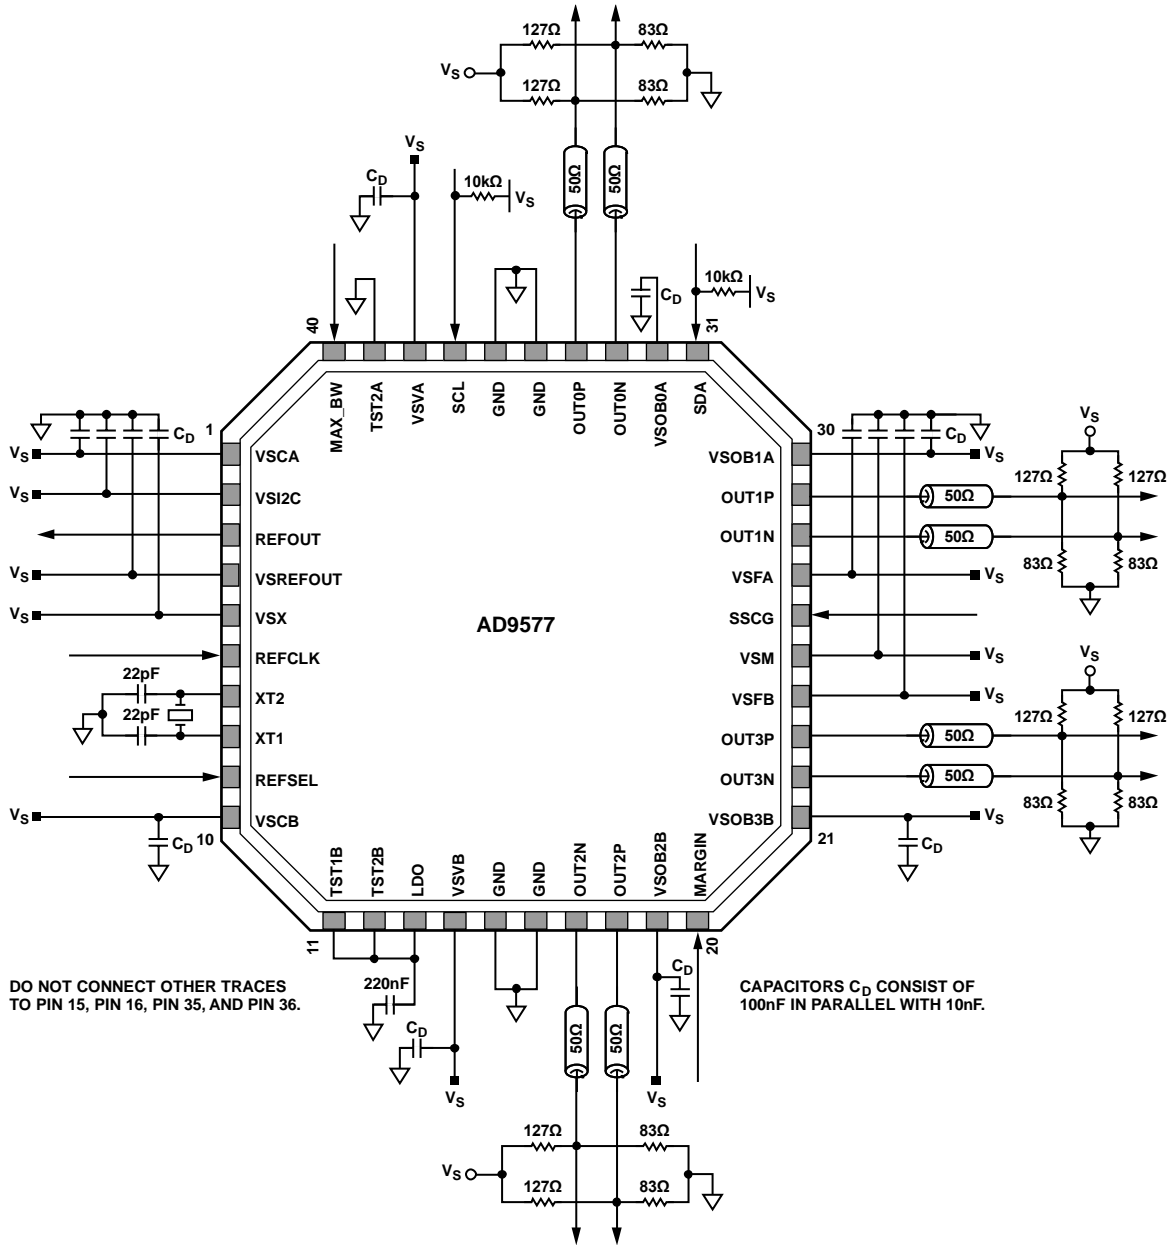 127Ω 83Ω
VS
127Ω 83Ω
50Ω 50Ω
VS
CD
10kΩ
VS
CD
10kΩ
VS
40 31
MAX_BW TST2A VSVA SCL GND GND OUT0P OUT0N VSOB0A SDA
1 30
CD
CD
VS
VS VSCA
VSOB1A VS
VS VSI2C
OUT1P 50Ω
127Ω 127Ω
REFOUT
OUT1N 50Ω
83Ω 83Ω
VS VSREFOUT
VSFA VS
VS VSX
SSCG
AD9577
REFCLK
VSM VS
VS
22pF
XT2
VSFB VS
22pF
XT1
OUT3P 50Ω
127Ω 127Ω
REFSEL
OUT3N 50Ω
83Ω 83Ω
VS VSCB
VSOB3B VS
10 21
CD
CD
TST1B TST2B LDO VSVB GND GND OUT2N OUT2P VSOB2B MARGIN
11 20
220nF
CD
CD
DO NOT CONNECT OTHER TRACES
TO PIN 15, PIN 16, PIN 35, AND PIN 36.
CAPACITORS CD CONSIST OF
100nF IN PARALLEL WITH 10nF.
50Ω 50Ω
VS VS
127Ω 83Ω
VS
127Ω 83Ω